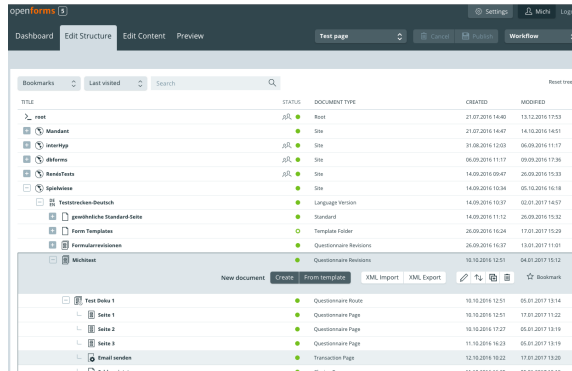 openforms 5 Settings Michi Log
Dashboard Edit Structure Edit Content Preview Test page Cancel Publish Workflow
Bookmarks Last visited Search Reset tree
TITLE STATUS DOCUMENT TYPE CREATED MODIFIED
root Root 21.07.2016 14:40 13.12.2016 17:53
Mandant Site 21.07.2016 14:47 14.10.2016 14:51
interHyp Site 31.08.2016 12:03 06.09.2016 11:17
dbforms Site 06.09.2016 11:17 09.09.2016 17:36
RenésTests Site 14.09.2016 09:47 26.09.2016 15:33
Spielwiese Site 14.09.2016 10:34 05.10.2016 16:18
DE EN Teststrecken-Deutsch Language Version 14.09.2016 10:37 02.01.2017 14:57
gewöhnliche Standard-Seite Standard 14.09.2016 11:12 26.09.2016 15:32
Form Templates Template Folder 26.09.2016 16:24 17.01.2017 15:29
Formularrevisionen Questionnaire Revisions 26.09.2016 16:37 13.01.2017 11:01
Michitest Questionnaire Revisions 10.10.2016 12:51 04.01.2017 15:12
New document Create From template XML Import XML Export Bookmark
Test Doku 1 Questionnaire Route 10.10.2016 12:51 05.01.2017 13:14
Seite 1 Questionnaire Page 10.10.2016 12:51 17.01.2017 11:22
Seite 2 Questionnaire Page 10.10.2016 17:27 05.01.2017 13:19
Seite 3 Questionnaire Page 11.10.2016 16:23 05.01.2017 13:19
Email senden Transaction Page 12.10.2016 10:22 17.01.2017 13:20